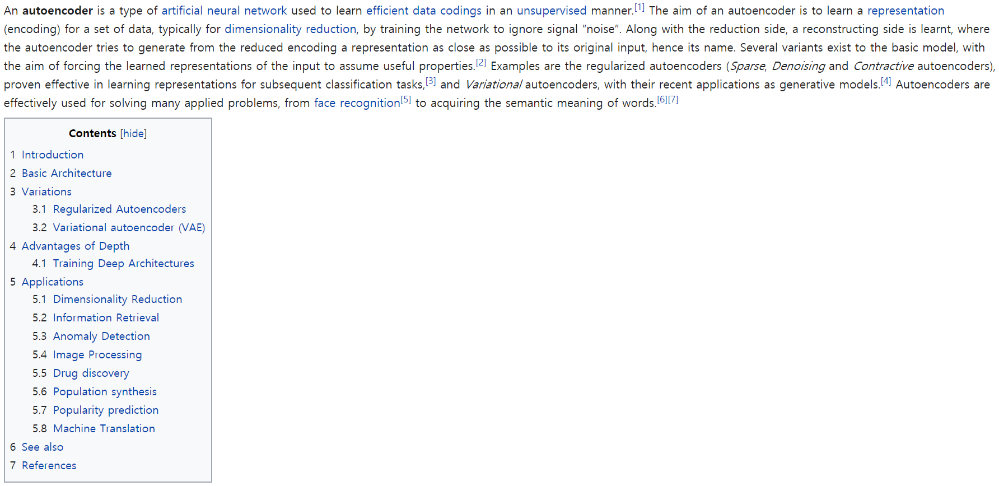 An autoencoder is a type of artificial neural network used to learn efficient data codings in an unsupervised manner.[1] The aim of an autoencoder is to learn a representation
(encoding) for a set of data, typically for dimensionality reduction, by training the network to ignore signal “noise”. Along with the reduction side, a reconstructing side is learnt, where
the autoencoder tries to generate from the reduced encoding a representation as close as possible to its original input, hence its name. Several variants exist to the basic model, with
the aim of forcing the learned representations of the input to assume useful properties.[2] Examples are the regularized autoencoders (Sparse, Denoising and Contractive autoencoders),
proven effective in learning representations for subsequent classification tasks,[3] and Variational autoencoders, with their recent applications as generative models.[4] Autoencoders are
effectively used for solving many applied problems, from face recognition[5] to acquiring the semantic meaning of words.[6][7]
Contents [hide]
1 Introduction
2 Basic Architecture
3 Variations
3.1 Regularized Autoencoders
3.2 Variational autoencoder (VAE)
4 Advantages of Depth
4.1 Training Deep Architectures
5 Applications
5.1 Dimensionality Reduction
5.2 Information Retrieval
5.3 Anomaly Detection
5.4 Image Processing
5.5 Drug discovery
5.6 Population synthesis
5.7 Popularity prediction
5.8 Machine Translation
6 See also
7 References